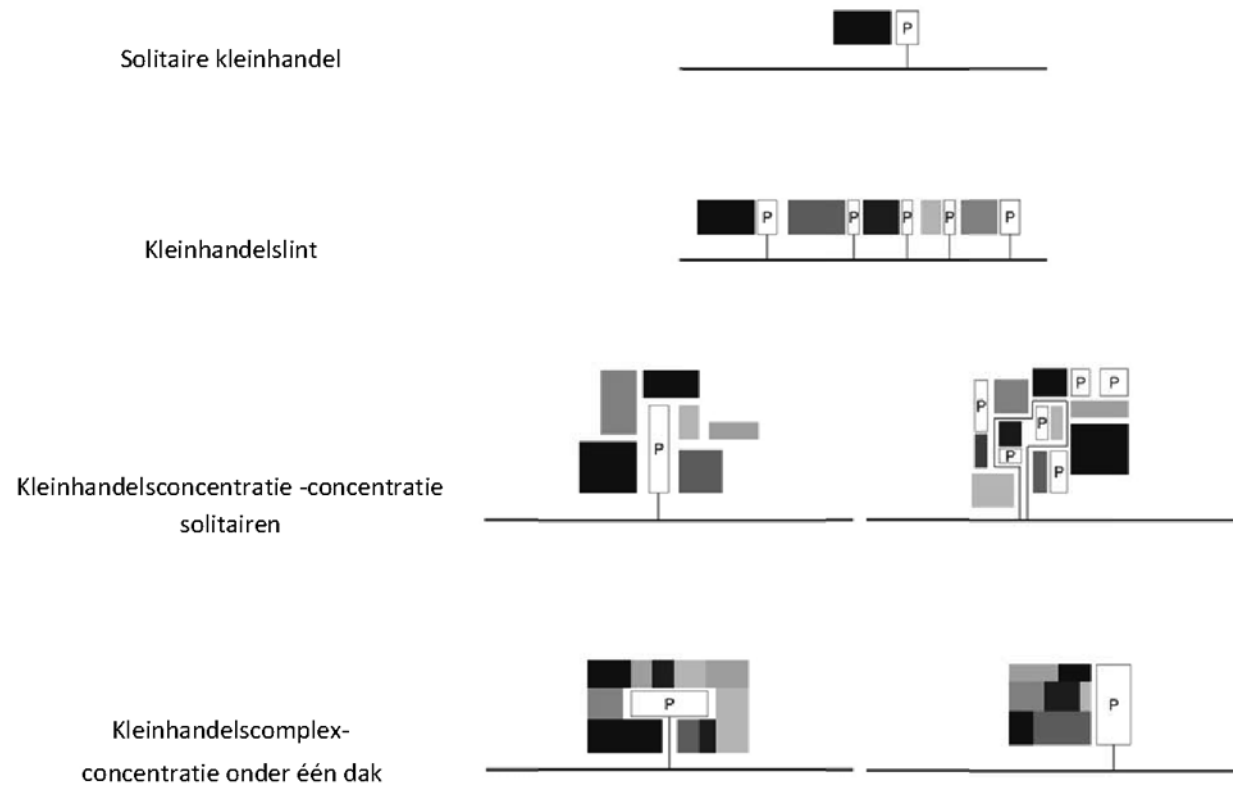 P
Solitaire kleinhandel
P P P P P
Kleinhandelslint
P
P P P P P P
Kleinhandelsconcentratie -concentratie
solitairen
P
P
Kleinhandelscomplex-
concentratie onder één dak